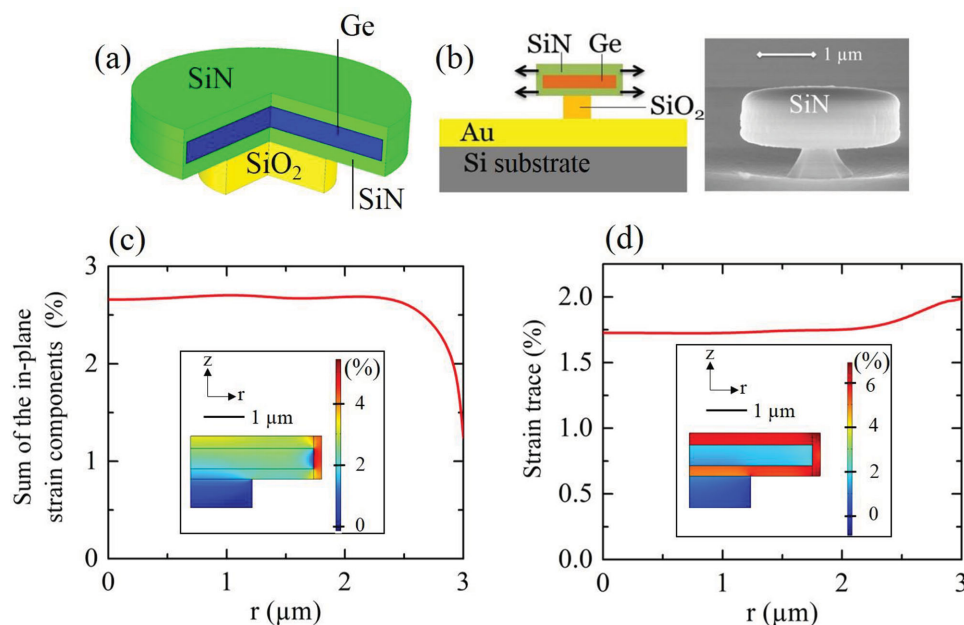 (a)
Ge
SiN
SiO2
SiN
(b)
SiN
Ge
SiO2
Au
Si substrate
1 μm
SiN
(c)
Sum of the in-plane
strain components (%)
3
2
1
0
(%)
z
r
1 μm
4
2
0
0
1
2
3
r (μm)
(d)
Strain trace (%)
2.0
1.5
1.0
0.5
0.0
(%)
z
r
1 μm
6
4
2
0
0
1
2
3
r (μm)